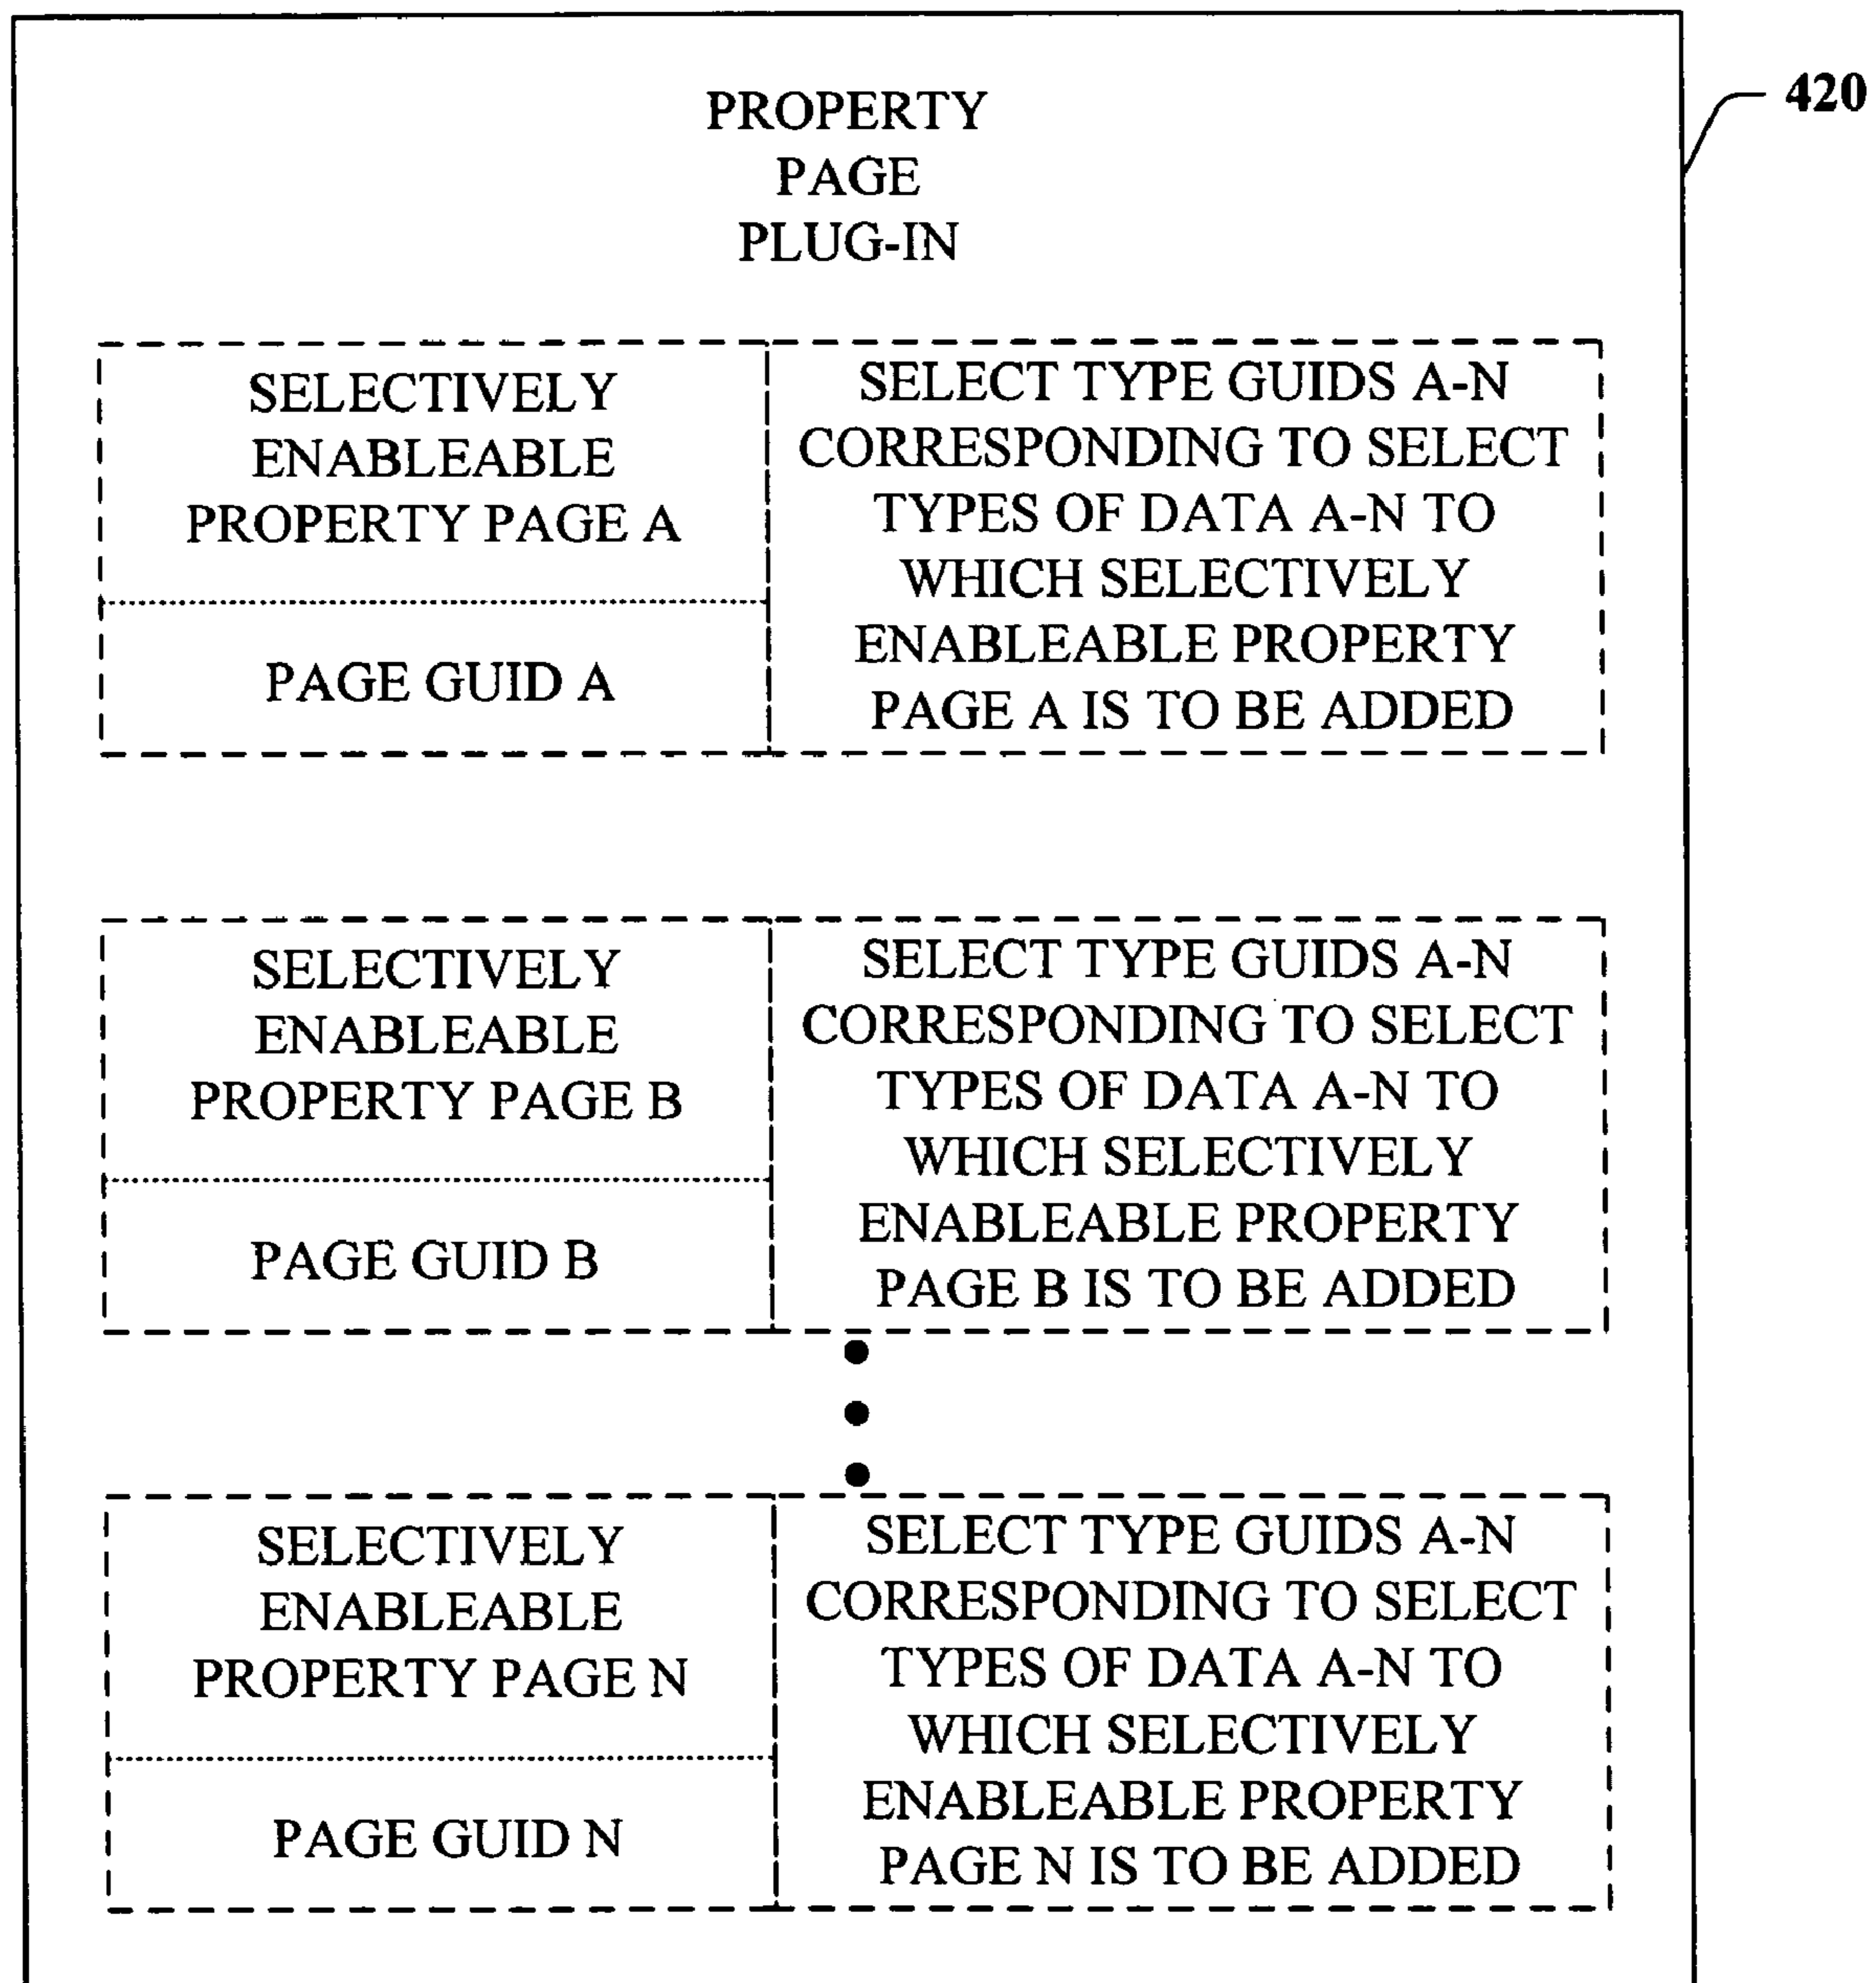 PROPERTY
PAGE
PLUG-IN
420
SELECTIVELY
ENABLEABLE
PROPERTY PAGE A
PAGE GUID A
SELECT TYPE GUIDS A-N
CORRESPONDING TO SELECT
TYPES OF DATA A-N TO
WHICH SELECTIVELY
ENABLEABLE PROPERTY
PAGE A IS TO BE ADDED
SELECTIVELY
ENABLEABLE
PROPERTY PAGE B
PAGE GUID B
SELECT TYPE GUIDS A-N
CORRESPONDING TO SELECT
TYPES OF DATA A-N TO
WHICH SELECTIVELY
ENABLEABLE PROPERTY
PAGE B IS TO BE ADDED
SELECTIVELY
ENABLEABLE
PROPERTY PAGE N
PAGE GUID N
SELECT TYPE GUIDS A-N
CORRESPONDING TO SELECT
TYPES OF DATA A-N TO
WHICH SELECTIVELY
ENABLEABLE PROPERTY
PAGE N IS TO BE ADDED